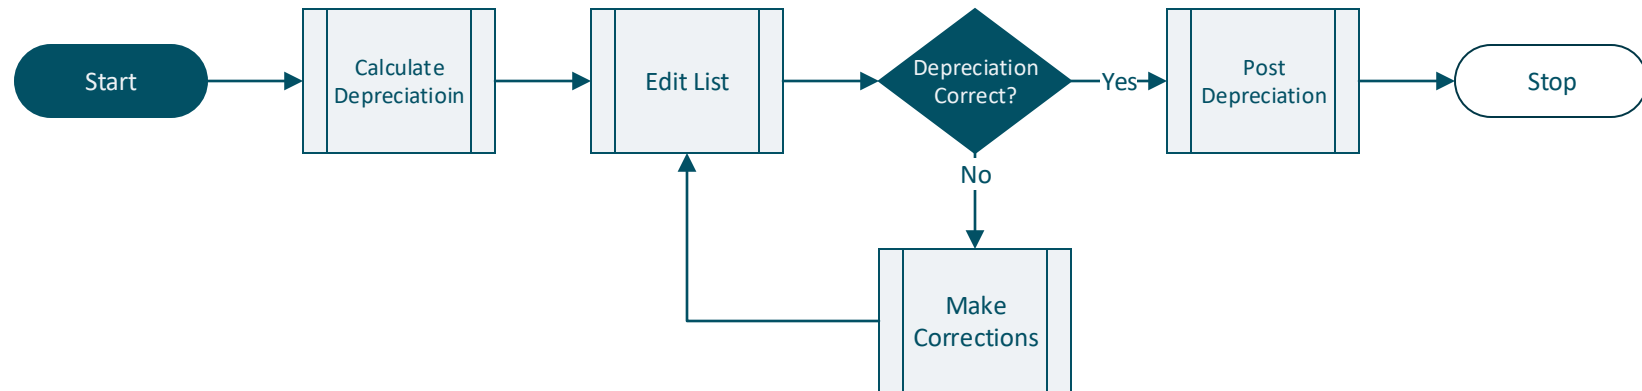 Start
Calculate
Depreciatioin
Edit List
Depreciation
Correct?
Yes
Post
Depreciation
Stop
No
Make
Corrections